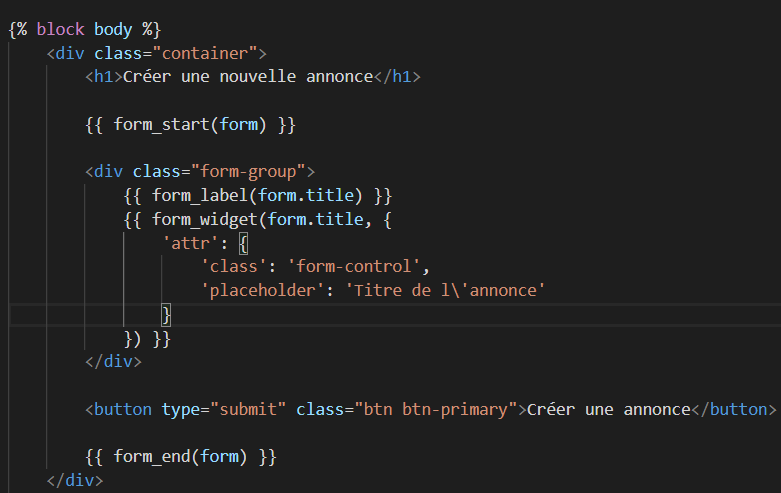 {% block body %}
<div class="container">
<h1>Créer une nouvelle annonce</h1>
{{ form_start(form) }}
<div class="form-group">
{{ form_label(form.title) }}
{{ form_widget(form.title, {
'attr': {
'class': 'form-control',
'placeholder': 'Titre de l\'annonce'
}
}) }}
</div>
<button type="submit" class="btn btn-primary">Créer une annonce</button>
{{ form_end(form) }}
</div>